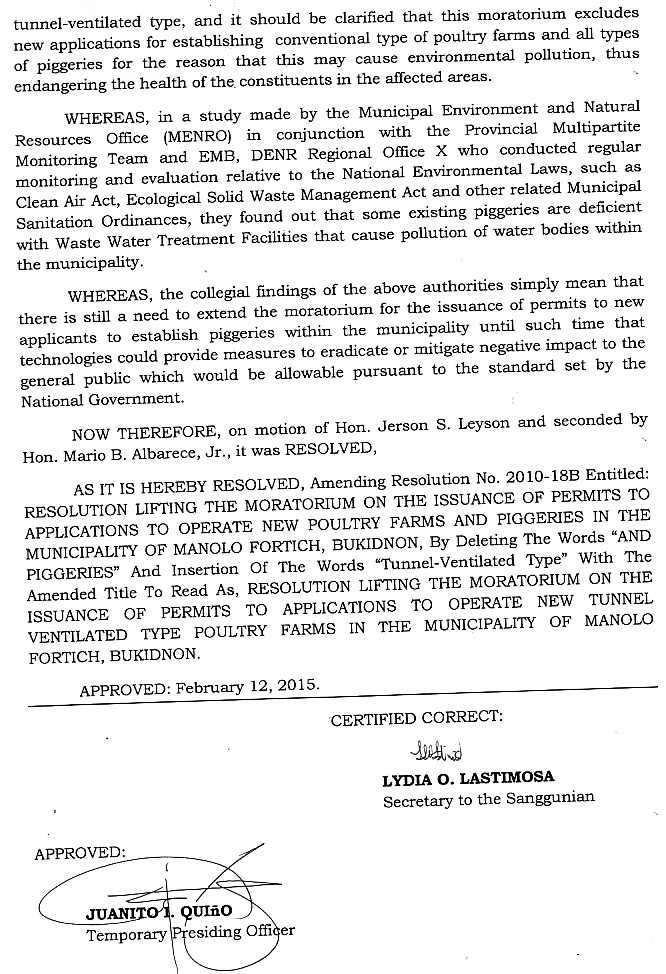 tunnel-ventilated type, and it should be clarified that this moratorium excludes
new applications for establishing conventional type of poultry farms and all types
of piggeries for the reason that this may cause environmental pollution, thus
endangering the health of the constituents in the affected areas.
WHEREAS, in a study made by the Municipal Environment and Natural
Resources Office (MENRO) in conjunction with the Provincial Multipartite
Monitoring Team and EMB, DENR Regional Office X who conducted regular
monitoring and evaluation relative to the National Environmental Laws, such as
Clean Air Act, Ecological Solid Waste Management Act and other related Municipal
Sanitation Ordinances, they found out that some existing piggeries are deficient
with Waste Water Treatment Facilities that cause pollution of water bodies within
the municipality.
WHEREAS, the collegial findings of the above authorities simply mean that
there is still a need to extend the moratorium for the issuance of permits to new
applicants to establish piggeries within the municipality until such time that
technologies could provide measures to eradicate or mitigate negative impact to the
general public which would be allowable pursuant to the standard set by the
National Government.
NOW THEREFORE, on motion of Hon. Jerson S. Leyson and seconded by
Hon. Mario B. Albarece, Jr., it was RESOLVED,
AS IT IS HEREBY RESOLVED, Amending Resolution No. 2010-18B Entitled:
RESOLUTION LIFTING THE MORATORIUM ON THE ISSUANCE OF PERMITS TO
APPLICATIONS TO OPERATE NEW POULTRY FARMS AND PIGGERIES IN THE
MUNICIPALITY OF MANOLO FORTICH, BUKIDNON, By Deleting The Words “AND
PIGGERIES” And Insertion Of The Words “Tunnel-Ventilated Type” With The
Amended Title To Read As, RESOLUTION LIFTING THE MORATORIUM ON THE
ISSUANCE OF PERMITS TO APPLICATIONS TO OPERATE NEW TUNNEL
VENTILATED TYPE POULTRY FARMS IN THE MUNICIPALITY OF MANOLO
FORTICH, BUKIDNON.
APPROVED: February 12, 2015.
CERTIFIED CORRECT:
LYDIA O. LASTIMOSA
Secretary to the Sanggunian
APPROVED:
JUANITO I. QUIñO
Temporary Presiding Officer